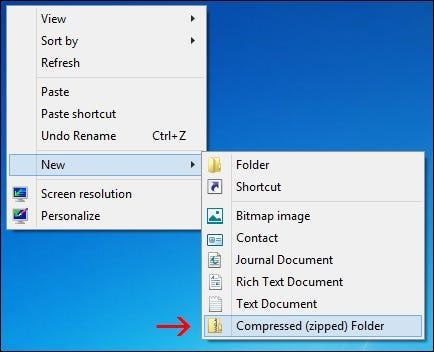 View
Sort by
Refresh
Paste
Paste shortcut
Undo Rename Ctrl+Z
New
Screen resolution
Personalize
Folder
Shortcut
Bitmap image
Contact
Journal Document
Rich Text Document
Text Document
Compressed (zipped) Folder